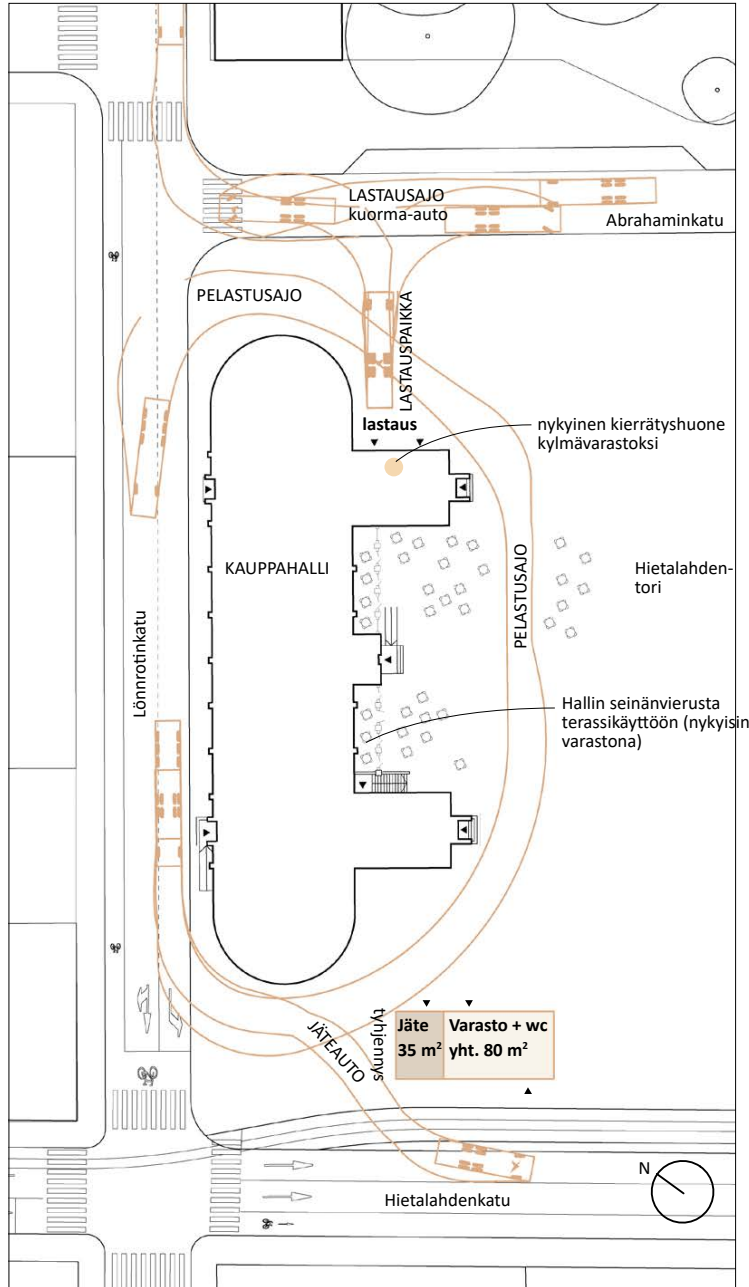 LASTAUSAJO
kuorma-auto
Abrahaminkatu
PELASTUSAJO
LASTAUSPAIKKA
lastaus
nykyinen kierrätyshuone
kylmävarastoksi
KAUPPAHALLI
Hietalahden-
tori
PELASTUSAJO
Lönnrotinkatu
Hallin seinänvierusta
terassikäyttöön (nykyisin
varastona)
tyhjennys
Jäte
35 m²
Varasto + wc
yht. 80 m²
JÄTEAUTO
N
Hietalahdenkatu